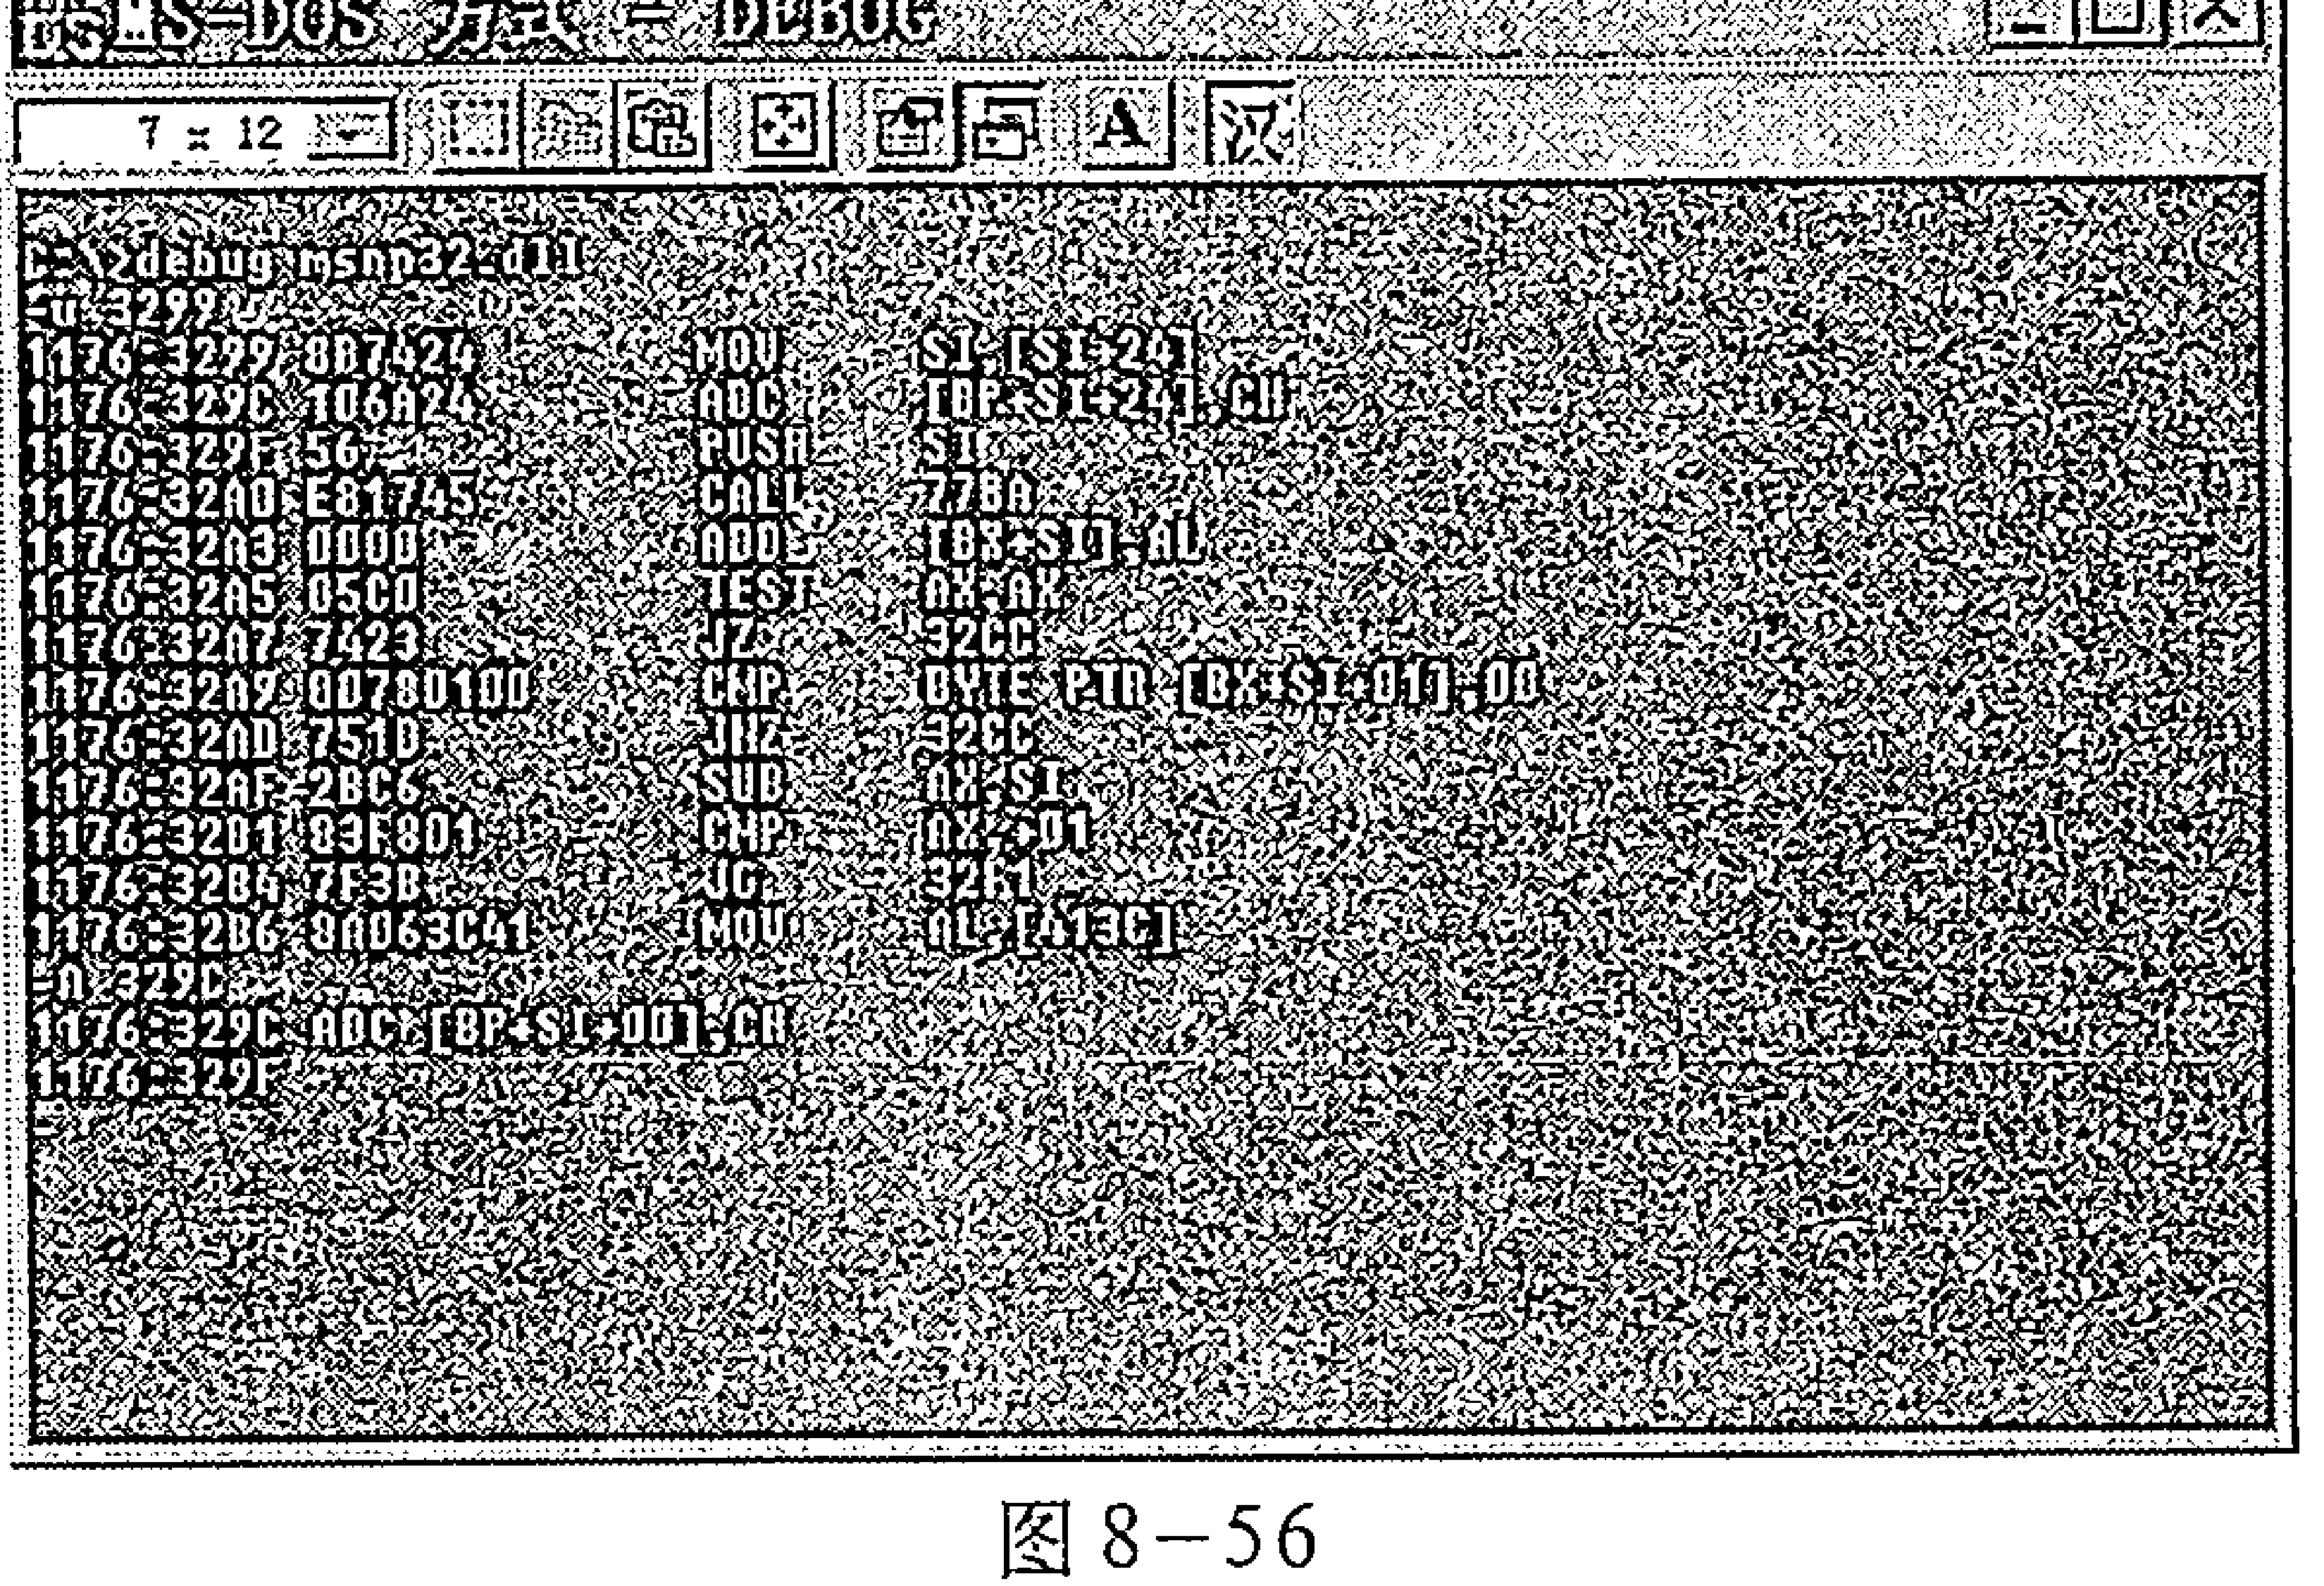 MS-DOS 方式 - DEBUG
7 x 12 A 汉
C:\>debug msnp32.dll
-u 3299
1176:3299 8B7424 MOV SI,[SI+24]
1176:329C 106A24 ADC [BP+SI+24],CH
1176:329F 56 PUSH SI
1176:32A0 E81745 CALL 77BA
1176:32A3 0000 ADD [BX+SI],AL
1176:32A5 85C0 TEST AX,AX
1176:32A7 7423 JZ 32CC
1176:32A9 80780100 CMP BYTE PTR [BX+SI+01],00
1176:32AD 751D JNZ 32CC
1176:32AF 2BC6 SUB AX,SI
1176:32B1 83F801 CMP AX,+01
1176:32B4 7F3B JG 32F1
1176:32B6 8A063C41 MOV AL,[413C]
-A 329C
1176:329C ADC [BP+SI+00],CH
1176:329F
-
图 8-56